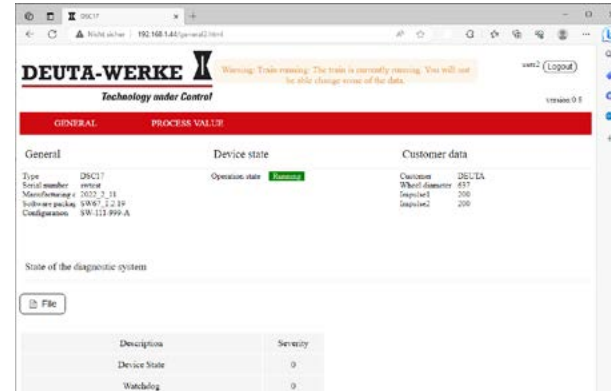 DSC17
Nicht sicher | 192.168.1.44/general2.html
DEUTA-WERKE
Technology under Control
Warning: Train running: The train is currently running. You will not
be able change some of the data.
user2 (Logout)
version:0.5
GENERAL PROCESS VALUE
General Device state Customer data
Type DSC17 Operation state Running Customer DEUTA
Serial number Wheel diameter 637
Manufacturing 2022_2_11 Impulse1 200
Software packag Impulse2 200
Configuration SW-111-999-A
State of the diagnostic system
File
Description Severity
Device State 0
Watchdog 0